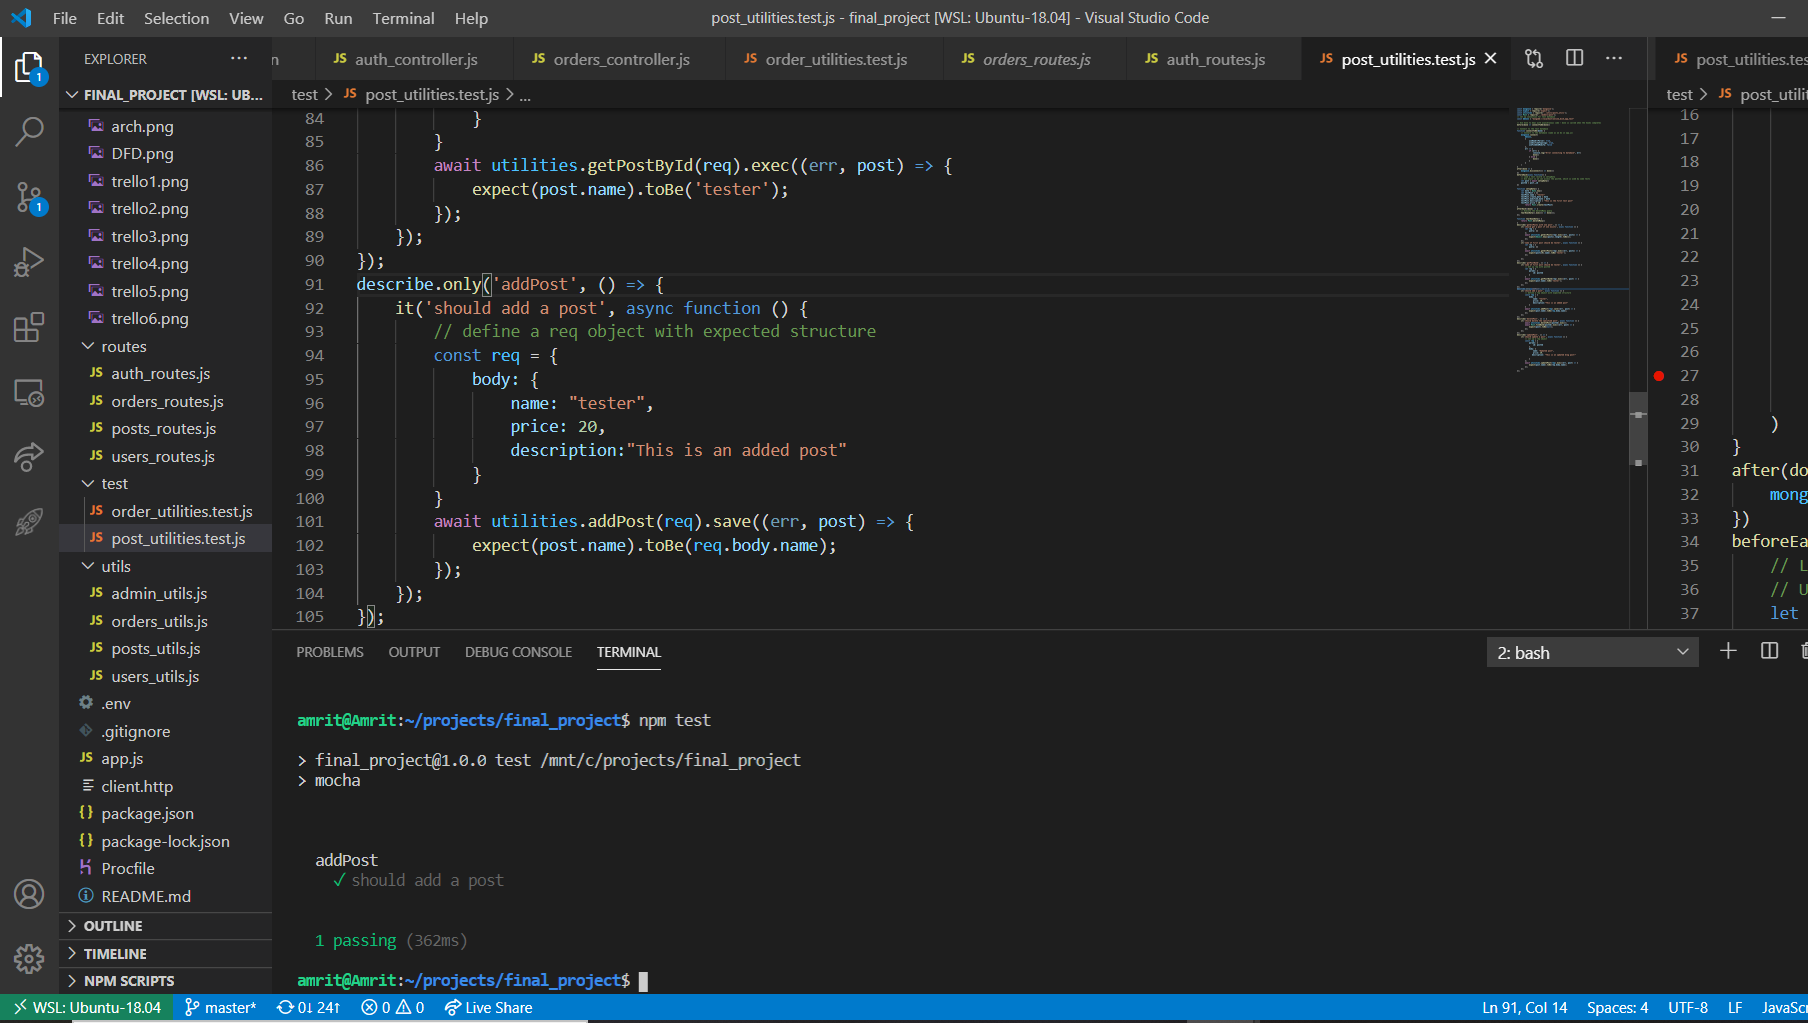 File Edit Selection View Go Run Terminal Help
post_utilities.test.js - final_project [WSL: Ubuntu-18.04] - Visual Studio Code
EXPLORER
FINAL_PROJECT [WSL: UB...
arch.png
DFD.png
trello1.png
trello2.png
trello3.png
trello4.png
trello5.png
trello6.png
routes
JS auth_routes.js
JS orders_routes.js
JS posts_routes.js
JS users_routes.js
test
JS order_utilities.test.js
JS post_utilities.test.js
utils
JS admin_utils.js
JS orders_utils.js
JS posts_utils.js
JS users_utils.js
.env
.gitignore
JS app.js
client.http
{} package.json
{} package-lock.json
Procfile
README.md
OUTLINE
TIMELINE
NPM SCRIPTS
1
1
n JS auth_controller.js JS orders_controller.js JS order_utilities.test.js JS orders_routes.js JS auth_routes.js JS post_utilities.test.js JS post_utilities.tes
test > JS post_utilities.test.js > ...
84 }
85 }
86 await utilities.getPostById(req).exec((err, post) => {
87 expect(post.name).toBe('tester');
88 });
89 });
90 });
91 describe.only('addPost', () => {
92 it('should add a post', async function () {
93 // define a req object with expected structure
94 const req = {
95 body: {
96 name: "tester",
97 price: 20,
98 description:"This is an added post"
99 }
100 }
101 await utilities.addPost(req).save((err, post) => {
102 expect(post.name).toBe(req.body.name);
103 });
104 });
105 });
test > JS post_utilit
16
17
18
19
20
21
22
23
24
25
26
27
28
29 )
30 }
31 after(do
32 mong
33 })
34 beforeEa
35 // L
36 // U
37 let
PROBLEMS OUTPUT DEBUG CONSOLE TERMINAL
2: bash
amrit@Amrit:~/projects/final_project$ npm test
> final_project@1.0.0 test /mnt/c/projects/final_project
> mocha
addPost
✓ should add a post
1 passing (362ms)
amrit@Amrit:~/projects/final_project$
WSL: Ubuntu-18.04 master* 0↓ 24↑ 0 0 Live Share
Ln 91, Col 14 Spaces: 4 UTF-8 LF JavaScr